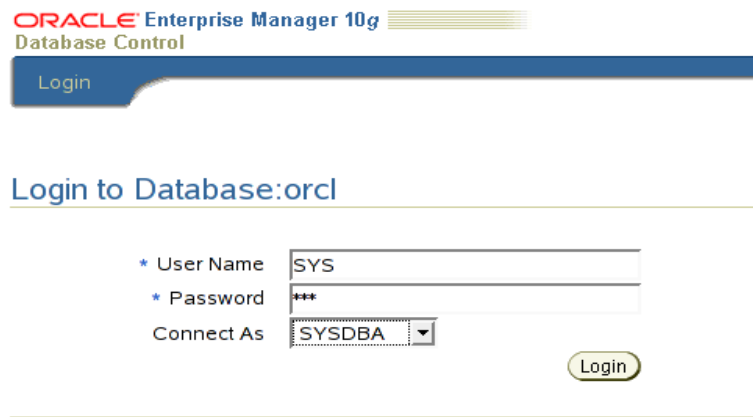 ORACLE Enterprise Manager 10g
Database Control
Login
Login to Database:orcl
* User Name SYS
* Password ***
Connect As SYSDBA
Login